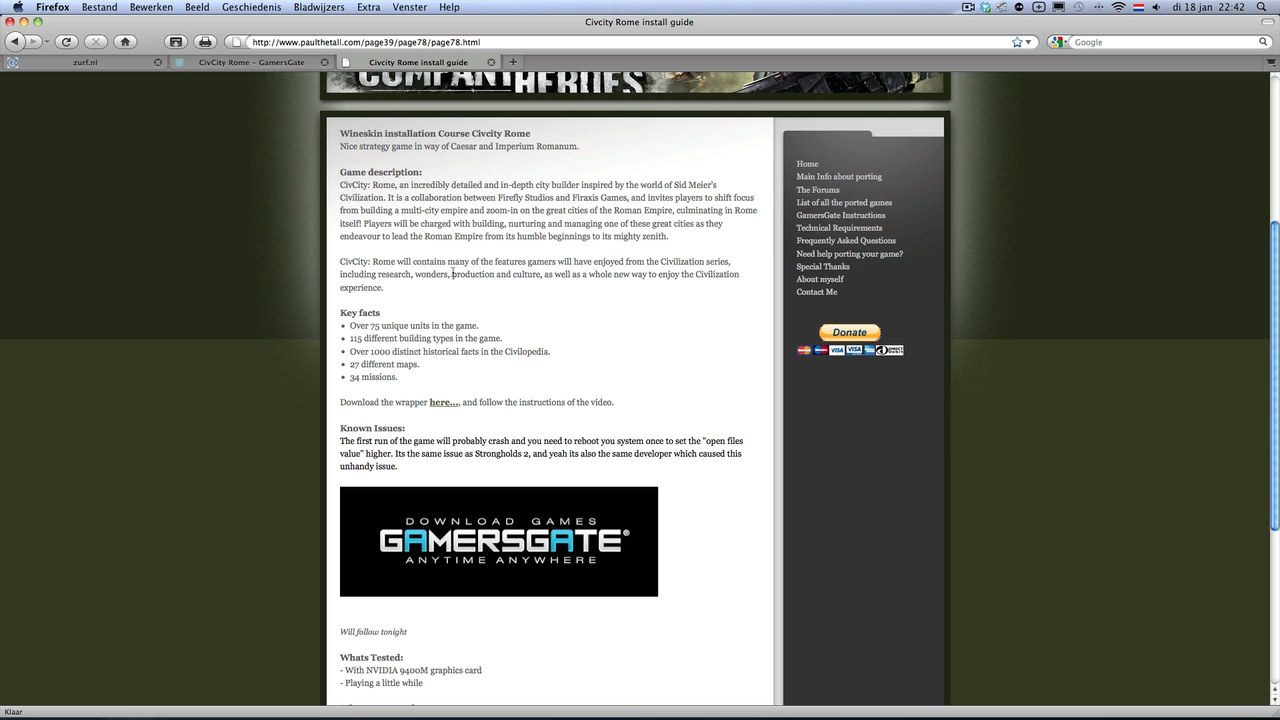 Firefox Bestand Bewerken Beeld Geschiedenis Bladwijzers Extra Venster Help di 18 jan 22:42
Civcity Rome install guide
http://www.paulthetall.com/page39/page78/page78.html Google
zurf.nl CivCity Rome - GamersGate Civcity Rome install guide
COMPANY HEROES
Wineskin installation Course Civcity Rome
Nice strategy game in way of Caesar and Imperium Romanum.
Game description:
CivCity: Rome, an incredibly detailed and in-depth city builder inspired by the world of Sid Meier's
Civilization. It is a collaboration between Firefly Studios and Firaxis Games, and invites players to shift focus
from building a multi-city empire and zoom-in on the great cities of the Roman Empire, culminating in Rome
itself! Players will be charged with building, nurturing and managing one of these great cities as they
endeavour to lead the Roman Empire from its humble beginnings to its mighty zenith.
CivCity: Rome will contains many of the features gamers will have enjoyed from the Civilization series,
including research, wonders, production and culture, as well as a whole new way to enjoy the Civilization
experience.
Key facts
• Over 75 unique units in the game.
• 115 different building types in the game.
• Over 1000 distinct historical facts in the Civilopedia.
• 27 different maps.
• 34 missions.
Download the wrapper here..., and follow the instructions of the video.
Known Issues:
The first run of the game will probably crash and you need to reboot you system once to set the "open files
value" higher. Its the same issue as Strongholds 2, and yeah its also the same developer which caused this
unhandy issue.
DOWNLOAD GAMES
GAMERSGATE®
ANYTIME ANYWHERE
Will follow tonight
Whats Tested:
- With NVIDIA 9400M graphics card
- Playing a little while
Home
Main Info about porting
The Forums
List of all the ported games
GamersGate Instructions
Technical Requirements
Frequently Asked Questions
Need help porting your game?
Special Thanks
About myself
Contact Me
Donate
VISA VISA DIRECT Debit
Klaar